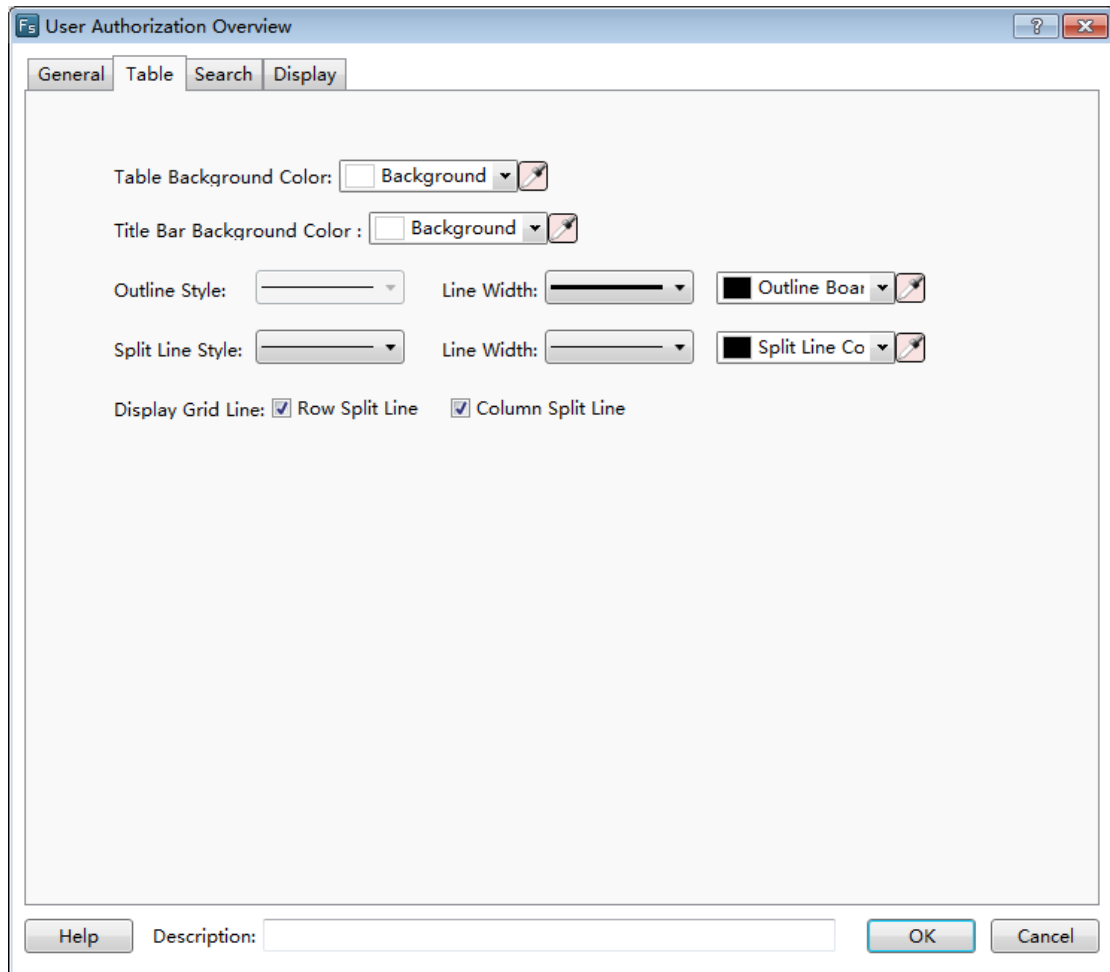 Fs User Authorization Overview
General Table Search Display
Table Background Color: Background
Title Bar Background Color : Background
Outline Style: Line Width: Outline Boar
Split Line Style: Line Width: Split Line Co
Display Grid Line: Row Split Line Column Split Line
Help Description: OK Cancel